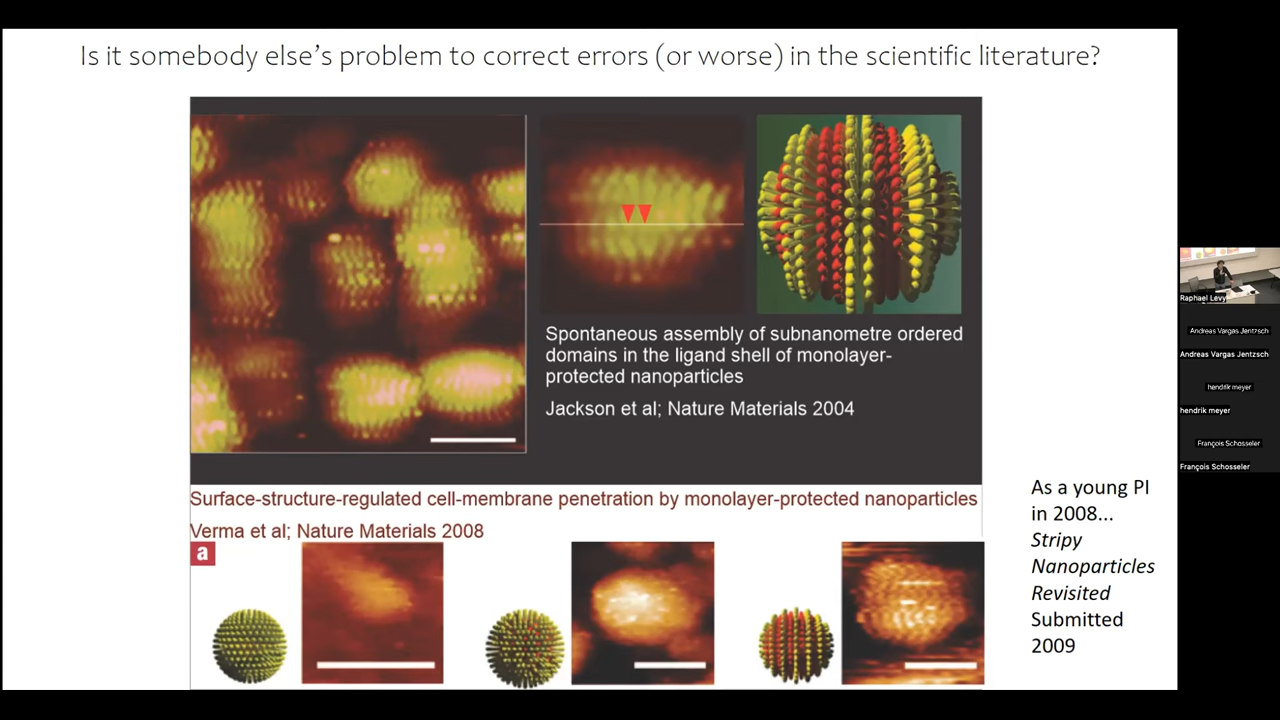 Is it somebody else's problem to correct errors (or worse) in the scientific literature?
Spontaneous assembly of subnanometre ordered
domains in the ligand shell of monolayer-
protected nanoparticles
Jackson et al; Nature Materials 2004
Surface-structure-regulated cell-membrane penetration by monolayer-protected nanoparticles
Verma et al; Nature Materials 2008
a
As a young PI
in 2008...
Stripy
Nanoparticles
Revisited
Submitted
2009
Raphael Levy
Andreas Vargas Jentzsch
Andreas Vargas Jentzsch
hendrik meyer
hendrik meyer
François Schosseler
François Schosseler